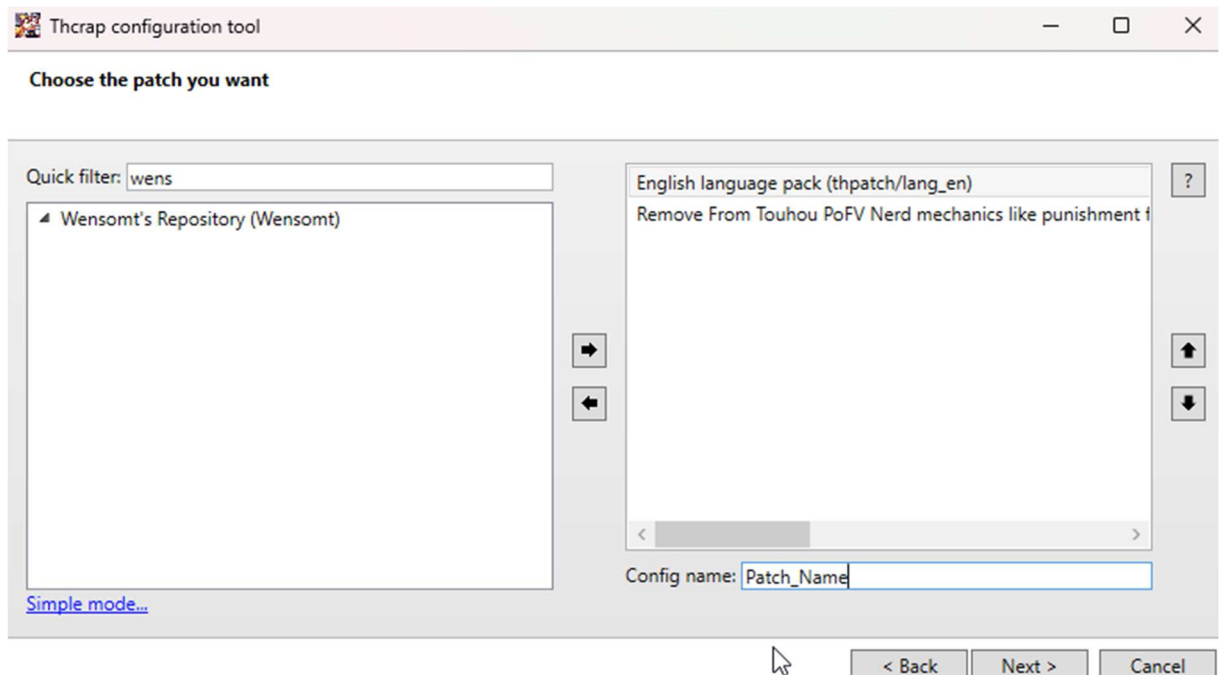 Thcrap configuration tool
Choose the patch you want
Quick filter: wens
Wensomt's Repository (Wensomt)
Simple mode...
English language pack (thpatch/lang_en)
Remove From Touhou PoFV Nerd mechanics like punishment f
?
Config name: Patch_Name
< Back
Next >
Cancel